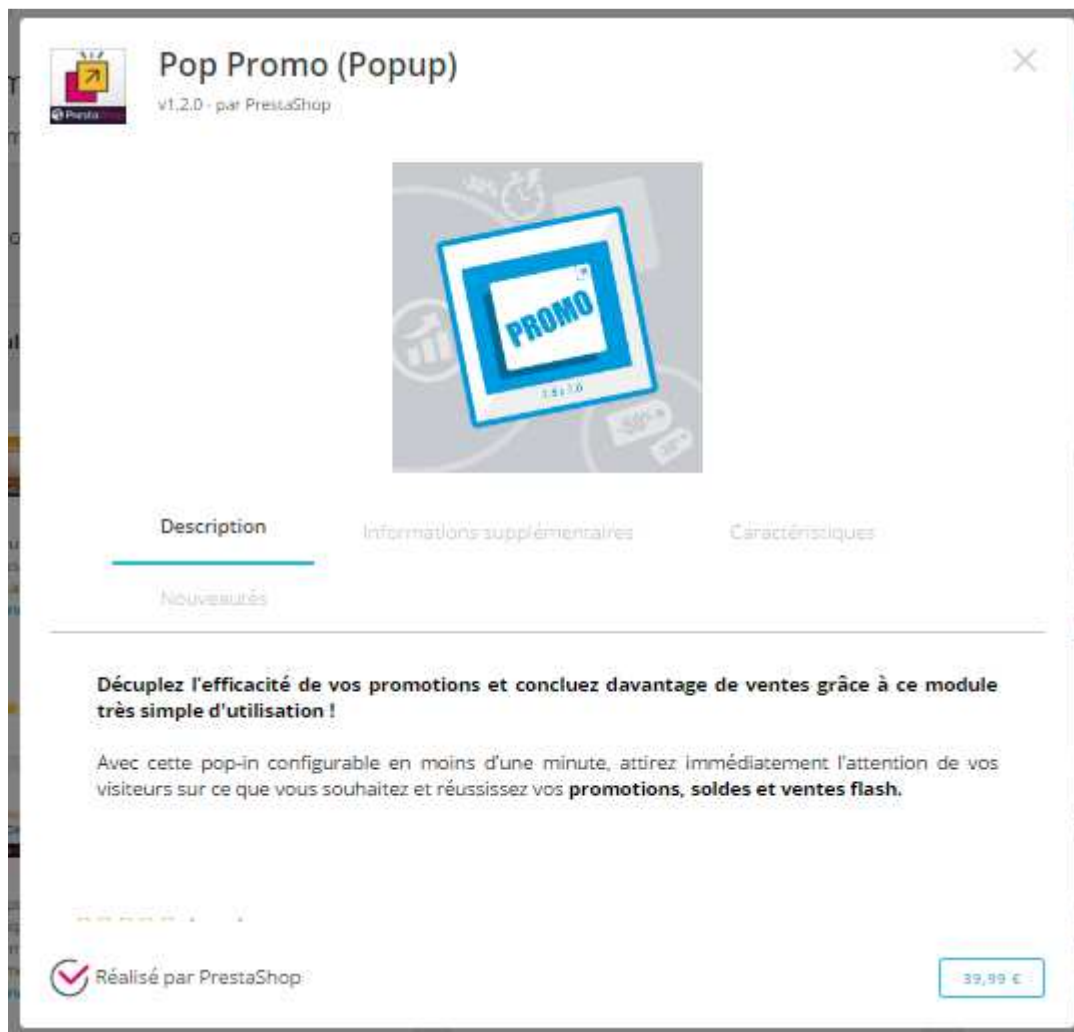 Pop Promo (Popup)
v1.2.0 - par PrestaShop
-30%
PROMO
Description
Informations supplémentaires
Caractéristiques
Nouveautés
Décuplez l'efficacité de vos promotions et concluez davantage de ventes grâce à ce module
très simple d'utilisation !
Avec cette pop-in configurable en moins d'une minute, attirez immédiatement l'attention de vos
visiteurs sur ce que vous souhaitez et réussissez vos promotions, soldes et ventes flash.
Réalisé par PrestaShop
39,99 €